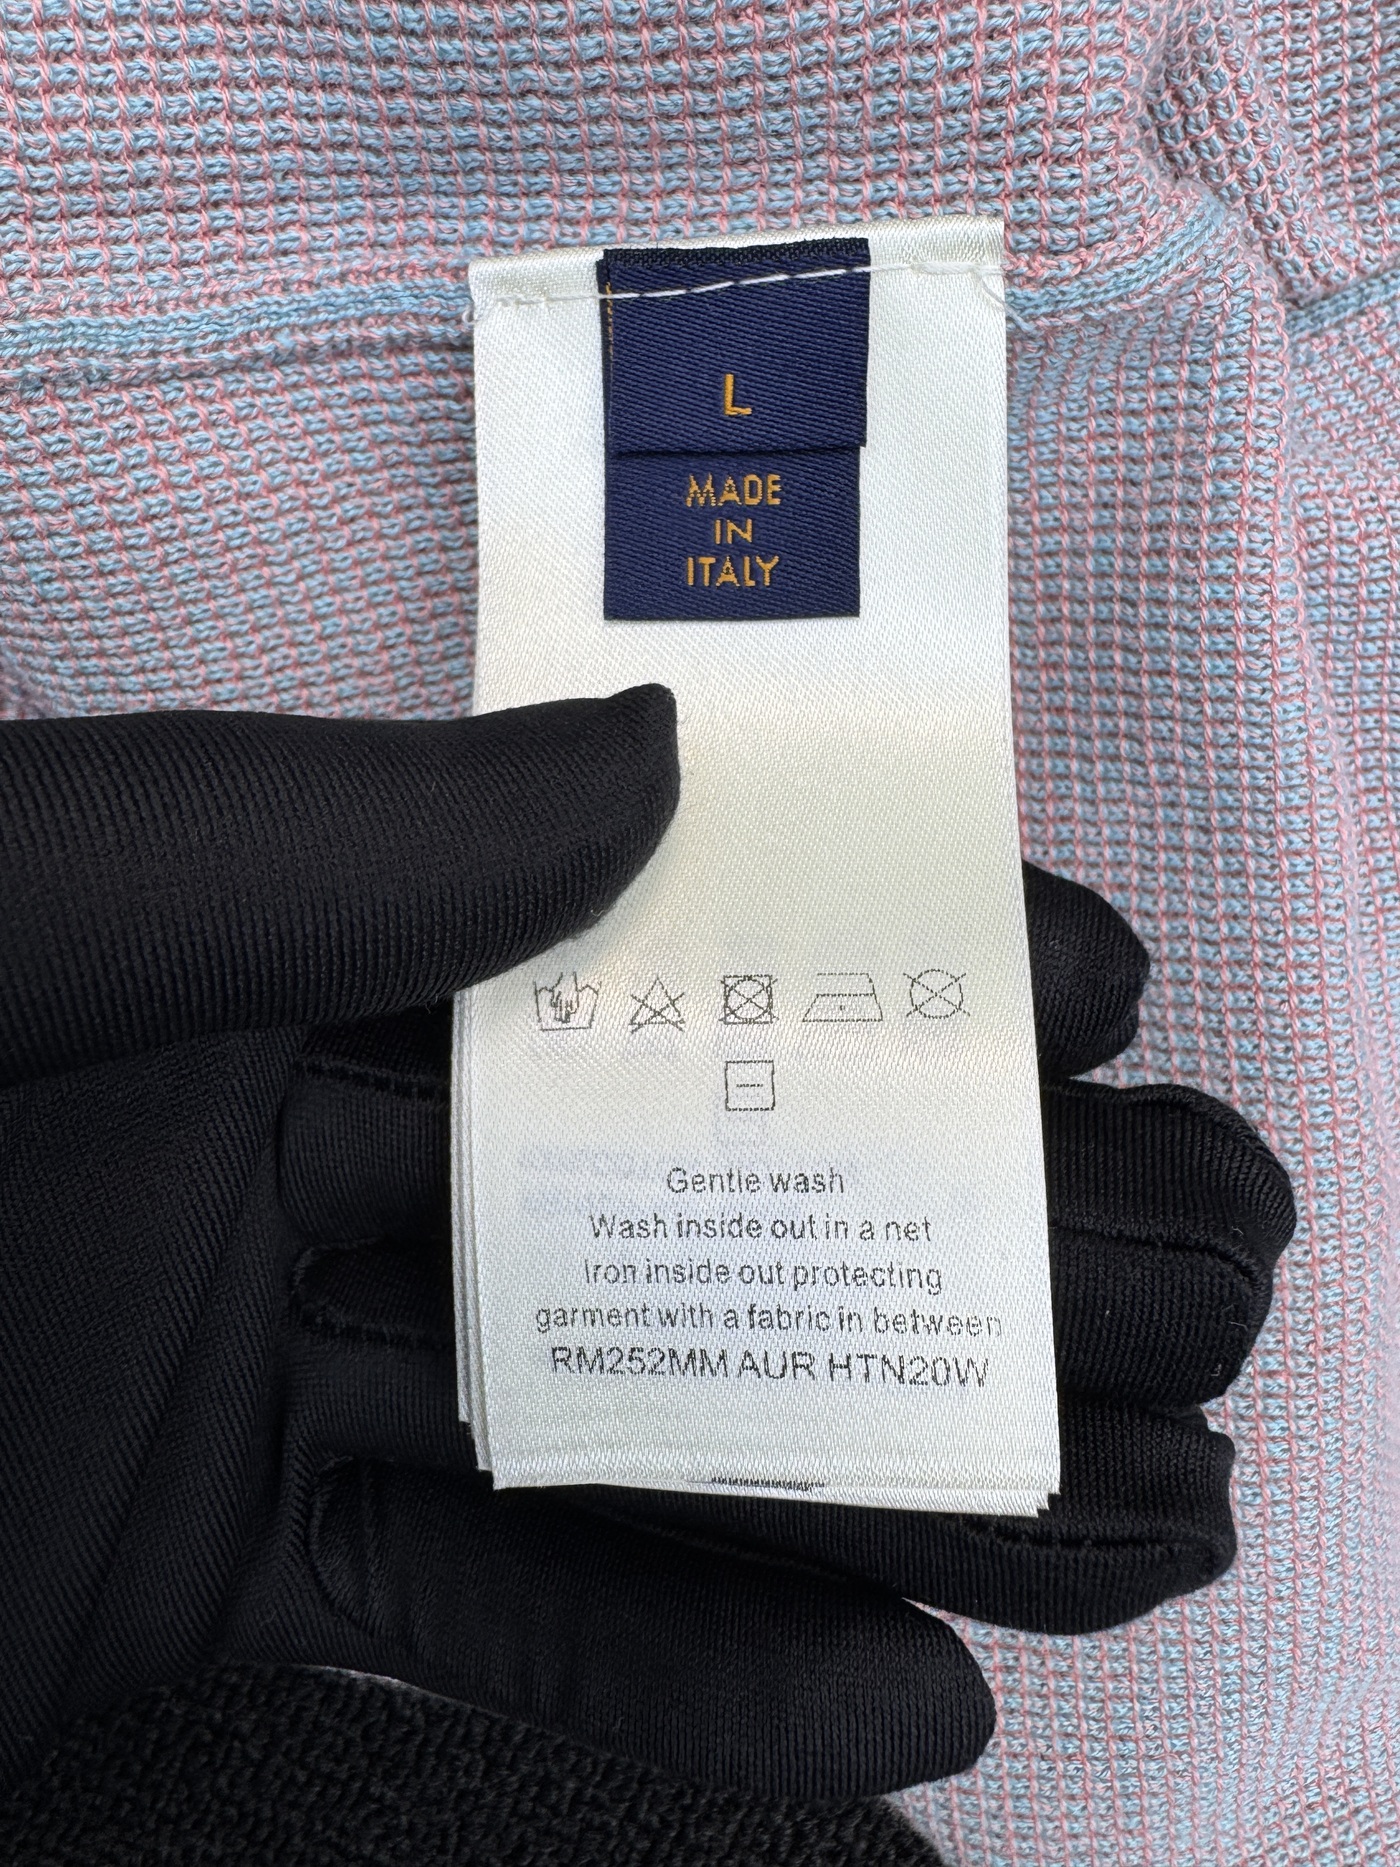 L
MADE
IN
ITALY
Gentle wash
Wash inside out in a net
Iron inside out protecting
garment with a fabric in between
RM252MM AUR HTN20W